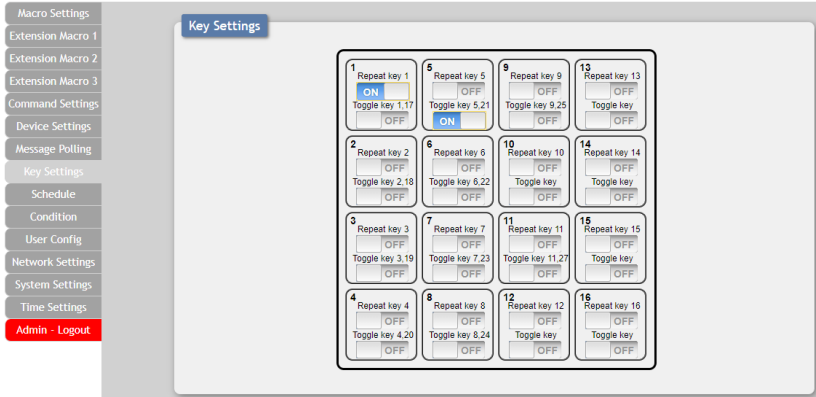 Macro Settings
Extension Macro 1
Extension Macro 2
Extension Macro 3
Command Settings
Device Settings
Message Polling
Key Settings
Schedule
Condition
User Config
Network Settings
System Settings
Time Settings
Admin - Logout
Key Settings
1
Repeat key 1
ON
Toggle key 1,17
OFF
5
Repeat key 5
OFF
Toggle key 5,21
ON
9
Repeat key 9
OFF
Toggle key 9,25
OFF
13
Repeat key 13
OFF
Toggle key
OFF
2
Repeat key 2
OFF
Toggle key 2,18
OFF
6
Repeat key 6
OFF
Toggle key 6,22
OFF
10
Repeat key 10
OFF
Toggle key
OFF
14
Repeat key 14
OFF
Toggle key
OFF
3
Repeat key 3
OFF
Toggle key 3,19
OFF
7
Repeat key 7
OFF
Toggle key 7,23
OFF
11
Repeat key 11
OFF
Toggle key 11,27
OFF
15
Repeat key 15
OFF
Toggle key
OFF
4
Repeat key 4
OFF
Toggle key 4,20
OFF
8
Repeat key 8
OFF
Toggle key 8,24
OFF
12
Repeat key 12
OFF
Toggle key
OFF
16
Repeat key 16
OFF
Toggle key
OFF